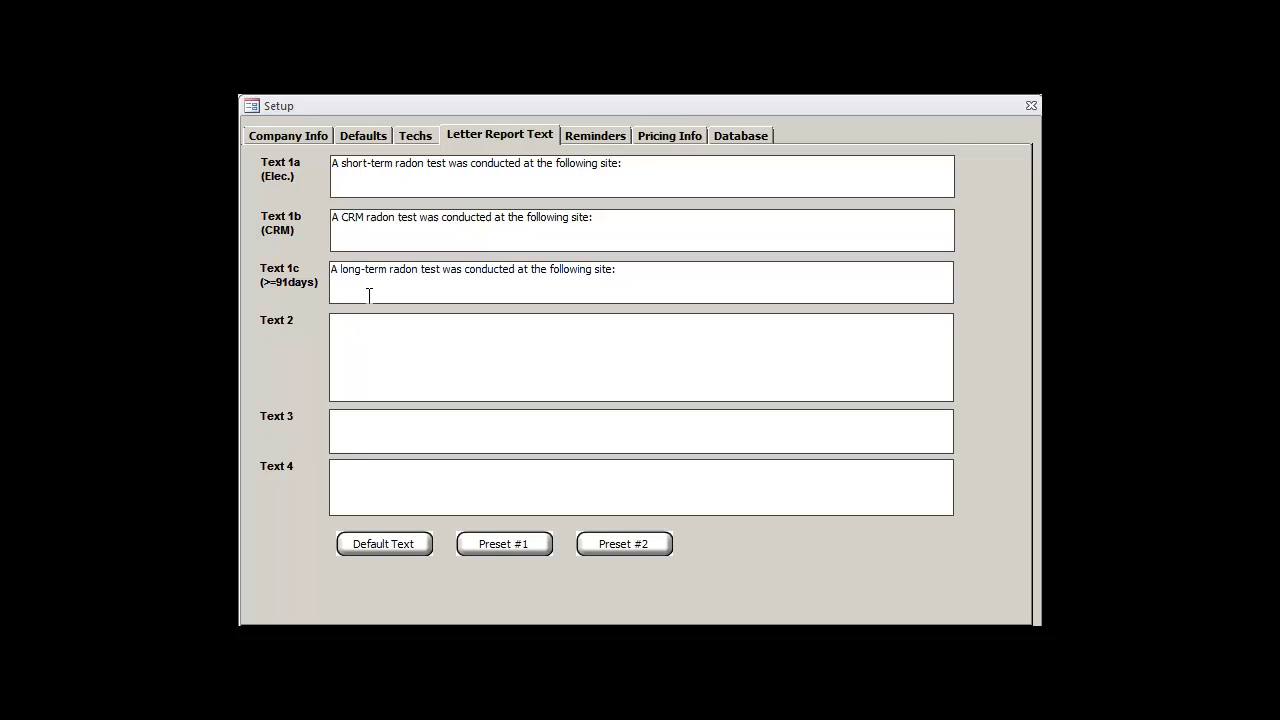 Setup
Company Info Defaults Techs Letter Report Text Reminders Pricing Info Database
Text 1a
(Elec.)
A short-term radon test was conducted at the following site:
Text 1b
(CRM)
A CRM radon test was conducted at the following site:
Text 1c
(>=91days)
A long-term radon test was conducted at the following site:
Text 2
Text 3
Text 4
Default Text Preset #1 Preset #2